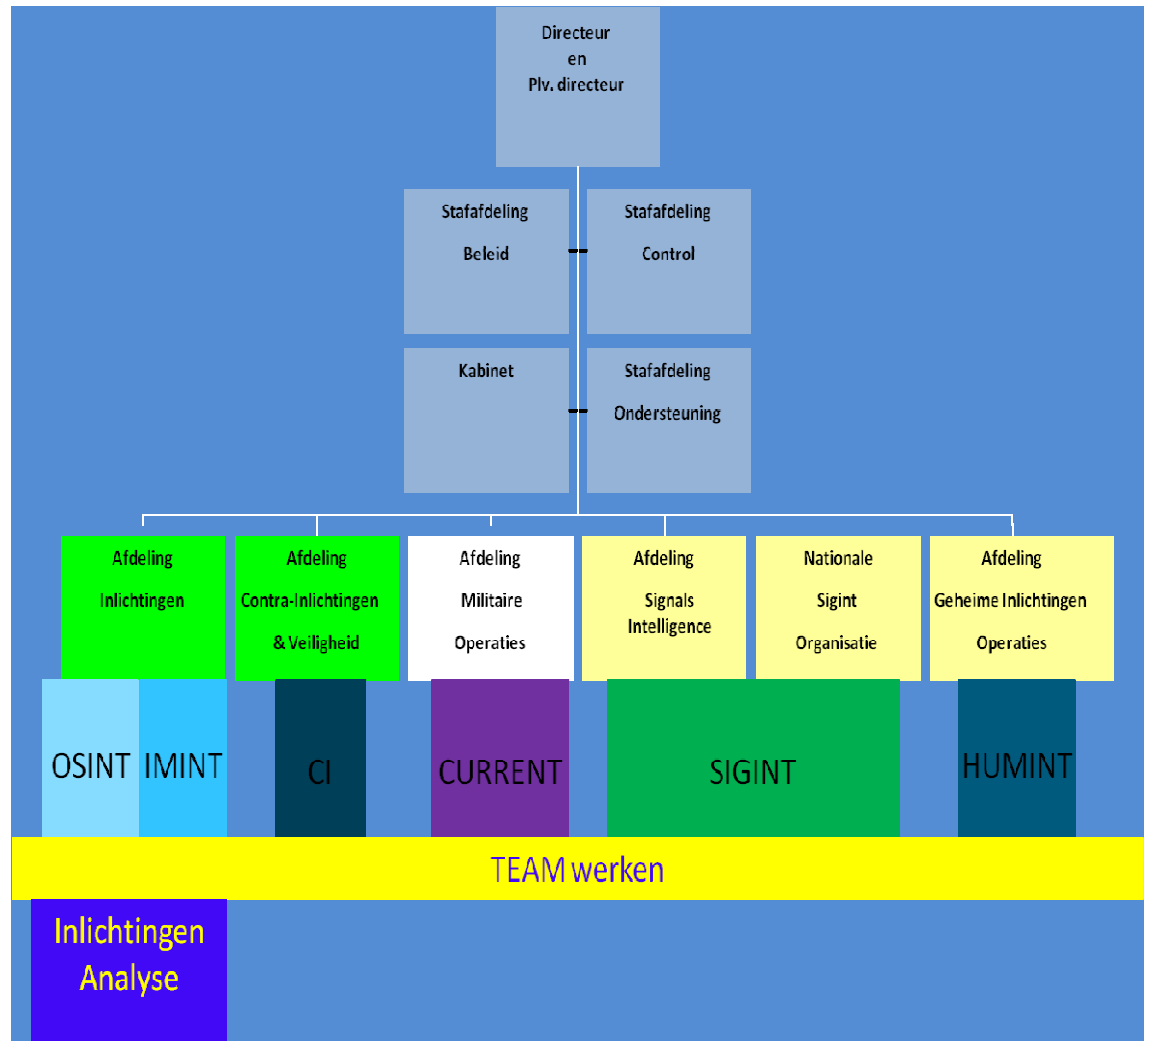 Directeur
en
Plv. directeur
Stafafdeling
Beleid
Stafafdeling
Control
Kabinet
Stafafdeling
Ondersteuning
Afdeling
Inlichtingen
Afdeling
Contra-Inlichtingen
& Veiligheid
Afdeling
Militaire
Operaties
Afdeling
Signals
Intelligence
Nationale
Sigint
Organisatie
Afdeling
Geheime Inlichtingen
Operaties
OSINT
IMINT
CI
CURRENT
SIGINT
HUMINT
TEAM werken
Inlichtingen
Analyse